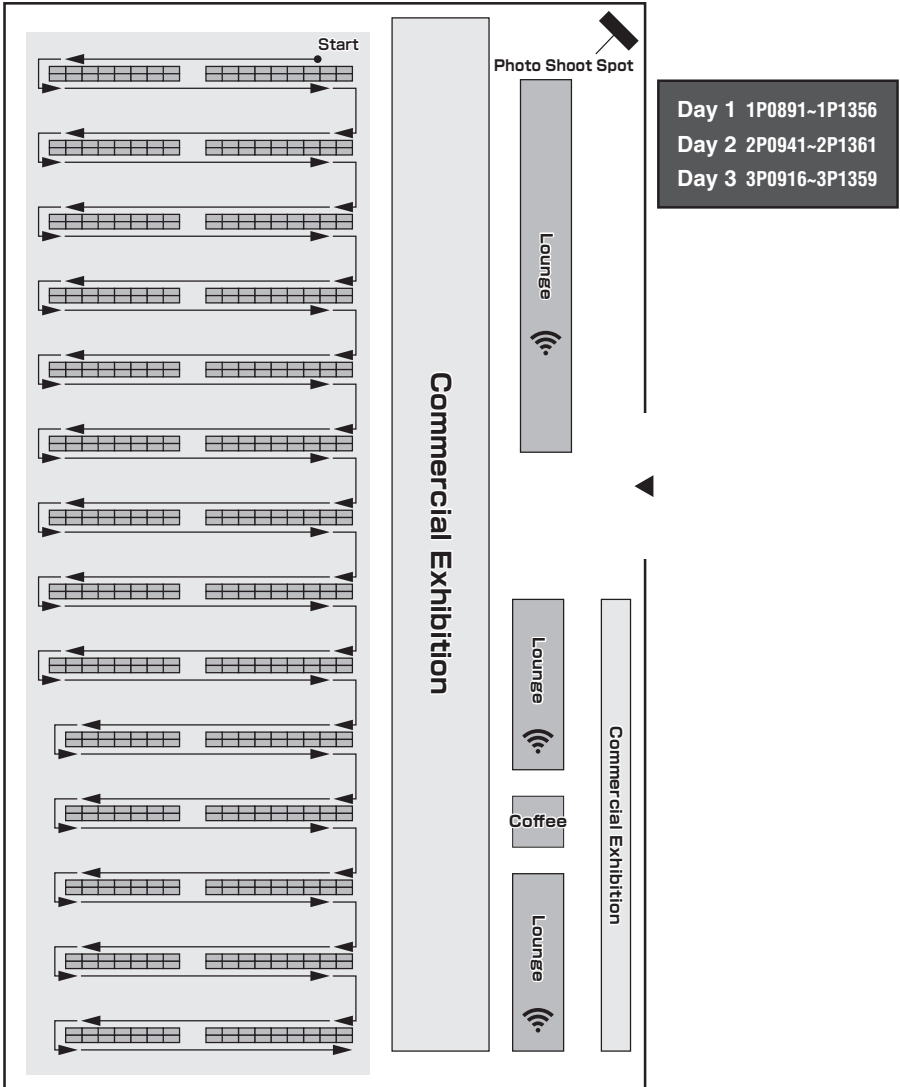 Start
Photo Shoot Spot
Day 1 1P0891~1P1356
Day 2 2P0941~2P1361
Day 3 3P0916~3P1359
Lounge
Commercial Exhibition
Lounge
Coffee
Commercial Exhibition
Lounge